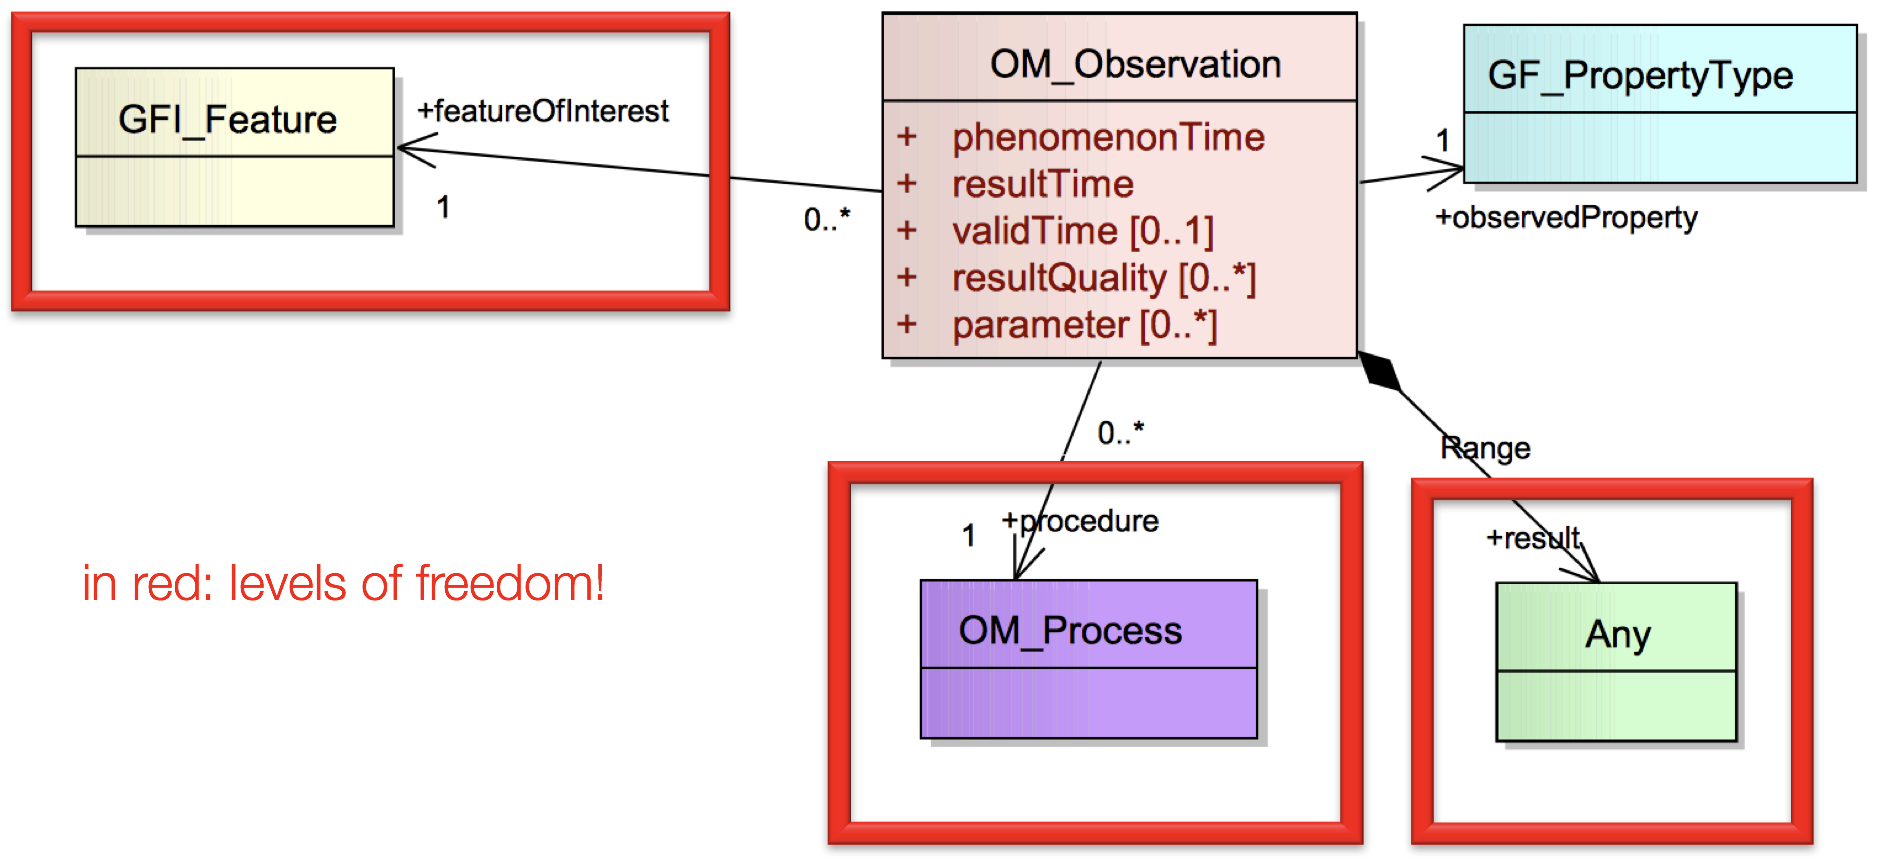 GFI_Feature
+featureOfInterest
1
0..*
OM_Observation
+ phenomenonTime
+ resultTime
+ validTime [0..1]
+ resultQuality [0..*]
+ parameter [0..*]
GF_PropertyType
1
+observedProperty
0..*
1
+procedure
OM_Process
Range
+result
Any
in red: levels of freedom!